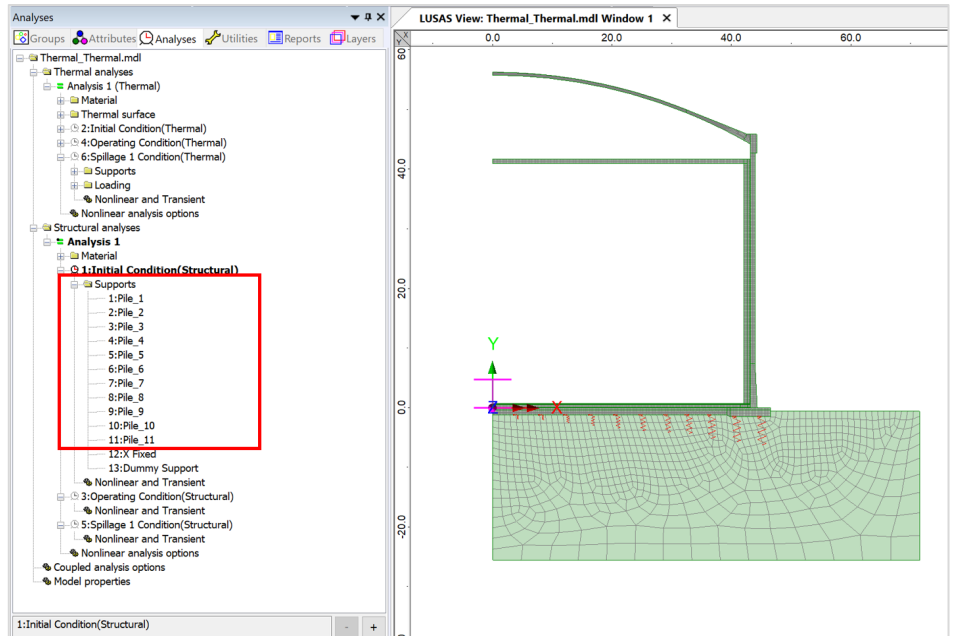 Analyses
Groups Attributes Analyses Utilities Reports Layers
Thermal_Thermal.mdl
Thermal analyses
Analysis 1 (Thermal)
Material
Thermal surface
2:Initial Condition(Thermal)
4:Operating Condition(Thermal)
6:Spillage 1 Condition(Thermal)
Supports
Loading
Nonlinear and Transient
Nonlinear analysis options
Structural analyses
Analysis 1
Material
1:Initial Condition(Structural)
Supports
1:Pile_1
2:Pile_2
3:Pile_3
4:Pile_4
5:Pile_5
6:Pile_6
7:Pile_7
8:Pile_8
9:Pile_9
10:Pile_10
11:Pile_11
12:X Fixed
13:Dummy Support
Nonlinear and Transient
3:Operating Condition(Structural)
Nonlinear and Transient
5:Spillage 1 Condition(Structural)
Nonlinear and Transient
Nonlinear analysis options
Coupled analysis options
Model properties
1:Initial Condition(Structural)
- +
LUSAS View: Thermal_Thermal.mdl Window 1 X
X
Y
0.0 20.0 40.0 60.0
60
40.0
20.0
0.0
-20.0
Y
Z
X